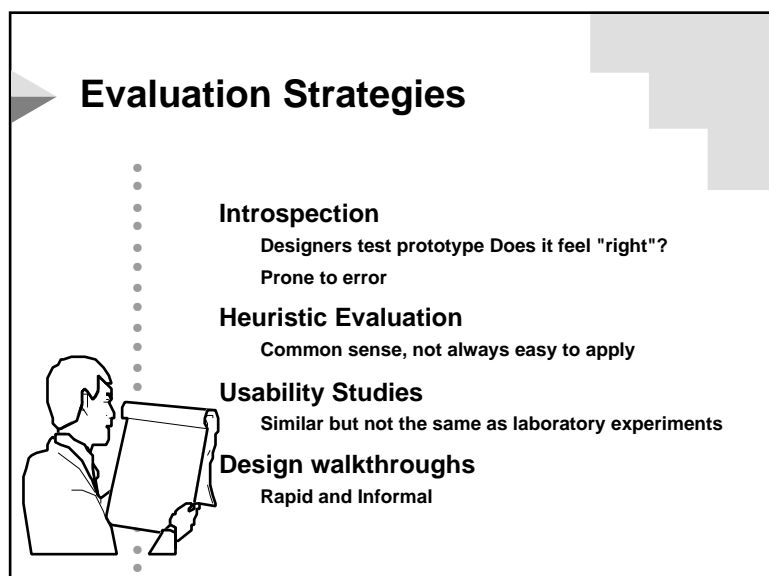 Evaluation Strategies
Introspection
Designers test prototype Does it feel "right"?
Prone to error
Heuristic Evaluation
Common sense, not always easy to apply
Usability Studies
Similar but not the same as laboratory experiments
Design walkthroughs
Rapid and Informal